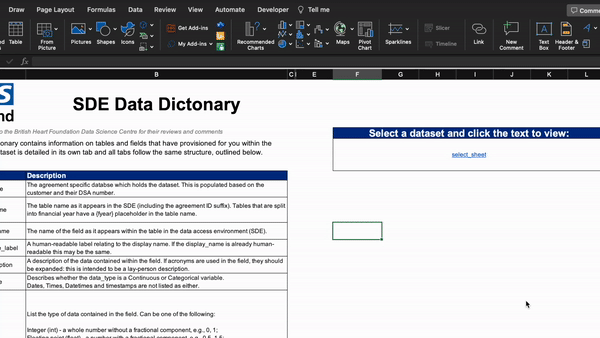 Draw Page Layout Formulas Data Review View Automate Developer Tell me
Comme
Table From Picture Pictures Shapes Icons Get Add-ins My Add-ins Recommended Charts Maps Pivot Chart Sparklines Slicer Timeline Link New Comment Text Box Header & Footer
fx
B C E F G H I J K L
S
nd
SDE Data Dictonary
Select a dataset and click the text to view:
select_sheet
to the British Heart Foundation Data Science Centre for their reviews and comments
ionary contains information on tables and fields that have provisioned for you within the
taset is detailed in its own tab and all tabs follow the same structure, outlined below.
Description
The agreement specific databse which holds the dataset. This is populated based on the
customer and their DSA number.
me
The table name as it appears in the SDE (including the agreement ID suffix). Tables that are split
into financial year have a {fyear} placeholder in the table name.
ame
The name of the field as it appears within the table in the data access environment (SDE).
_label
A human-readable label relating to the display name. If the display_name is already human-
readable this may be the same.
ption
A description of the data contained within the field. If acronyms are used in the field, they should
be expanded: this is intended to be a lay-person description.
e
Describes whether the data_type is a Continuous or Categorical variable.
Dates, Times, Datetimes and timestamps are not listed as either.
List the type of data contained in the field. Can be one of the following:
Integer (int) - a whole number without a fractional component, e.g., 0, 1;